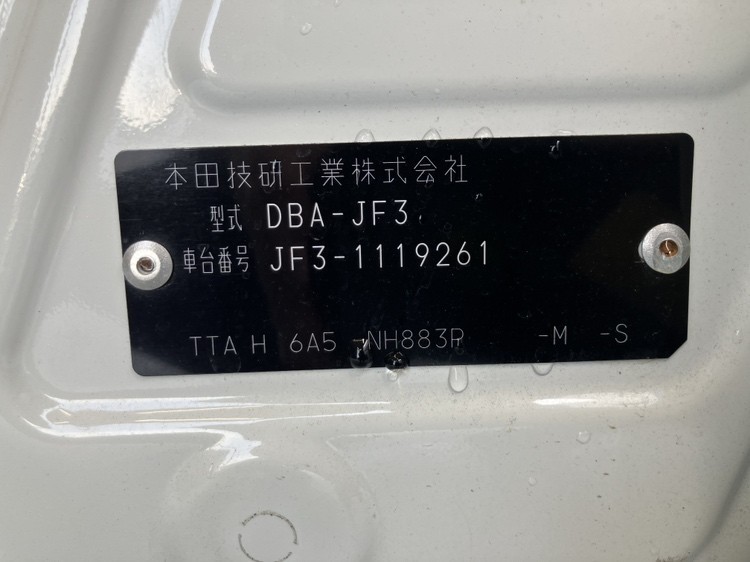 本田技研工業株式会社
型式 DBA-JF3
車台番号 JF3-1119261
TTA H 6A5 -NH883P -M -S